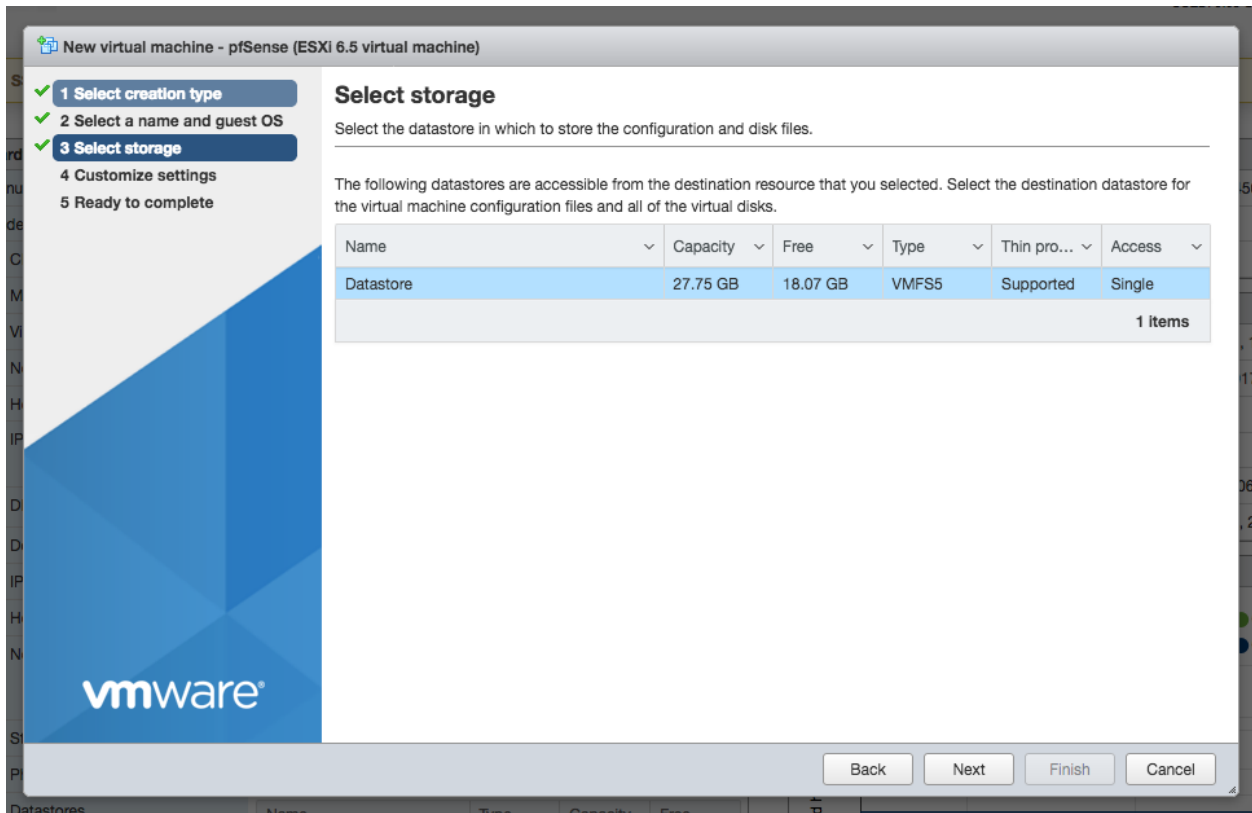 New virtual machine - pfSense (ESXi 6.5 virtual machine)
1 Select creation type
2 Select a name and guest OS
3 Select storage
4 Customize settings
5 Ready to complete
vmware®
Select storage
Select the datastore in which to store the configuration and disk files.
The following datastores are accessible from the destination resource that you selected. Select the destination datastore for
the virtual machine configuration files and all of the virtual disks.
Name Capacity Free Type Thin pro... Access
Datastore 27.75 GB 18.07 GB VMFS5 Supported Single
1 items
Back Next Finish Cancel
Datastores